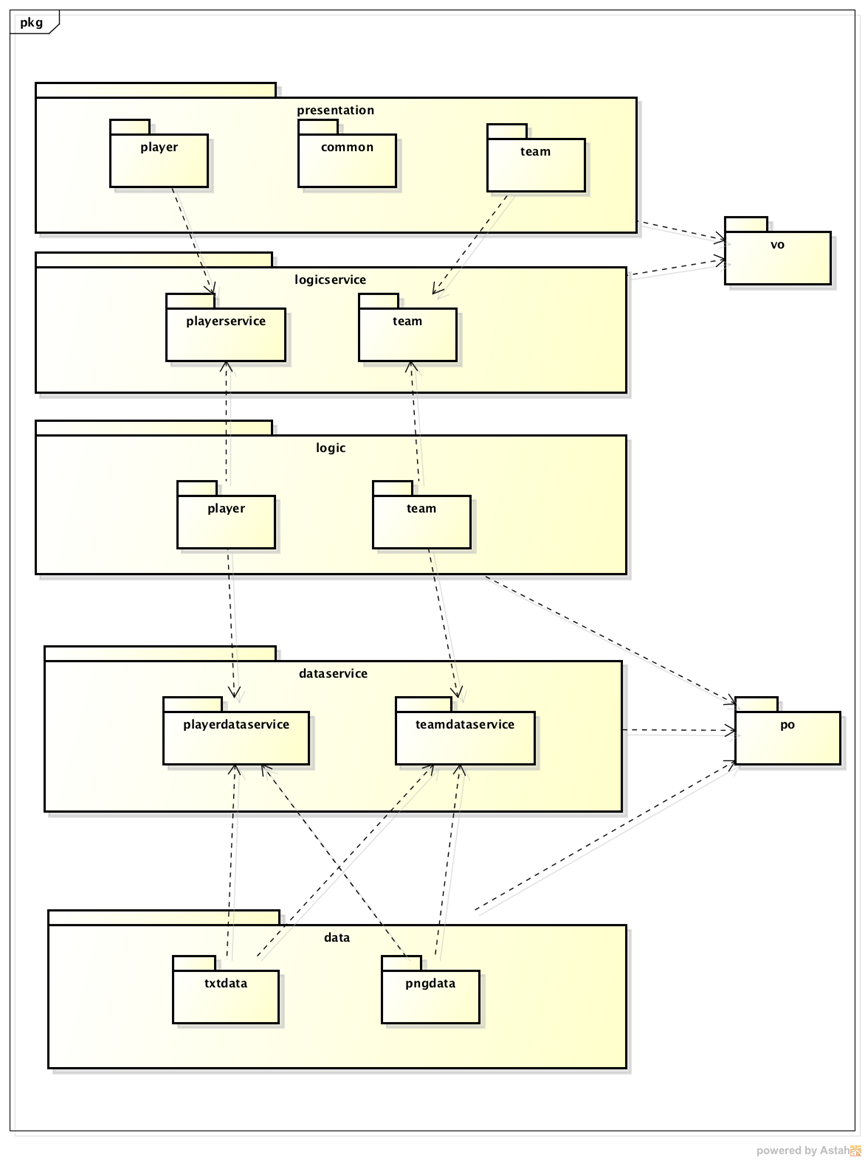 pkg
presentation
player
common
team
vo
logicservice
playerservice
team
logic
player
team
dataservice
playerdataservice
teamdataservice
po
data
txtdata
pngdata
powered by Astah